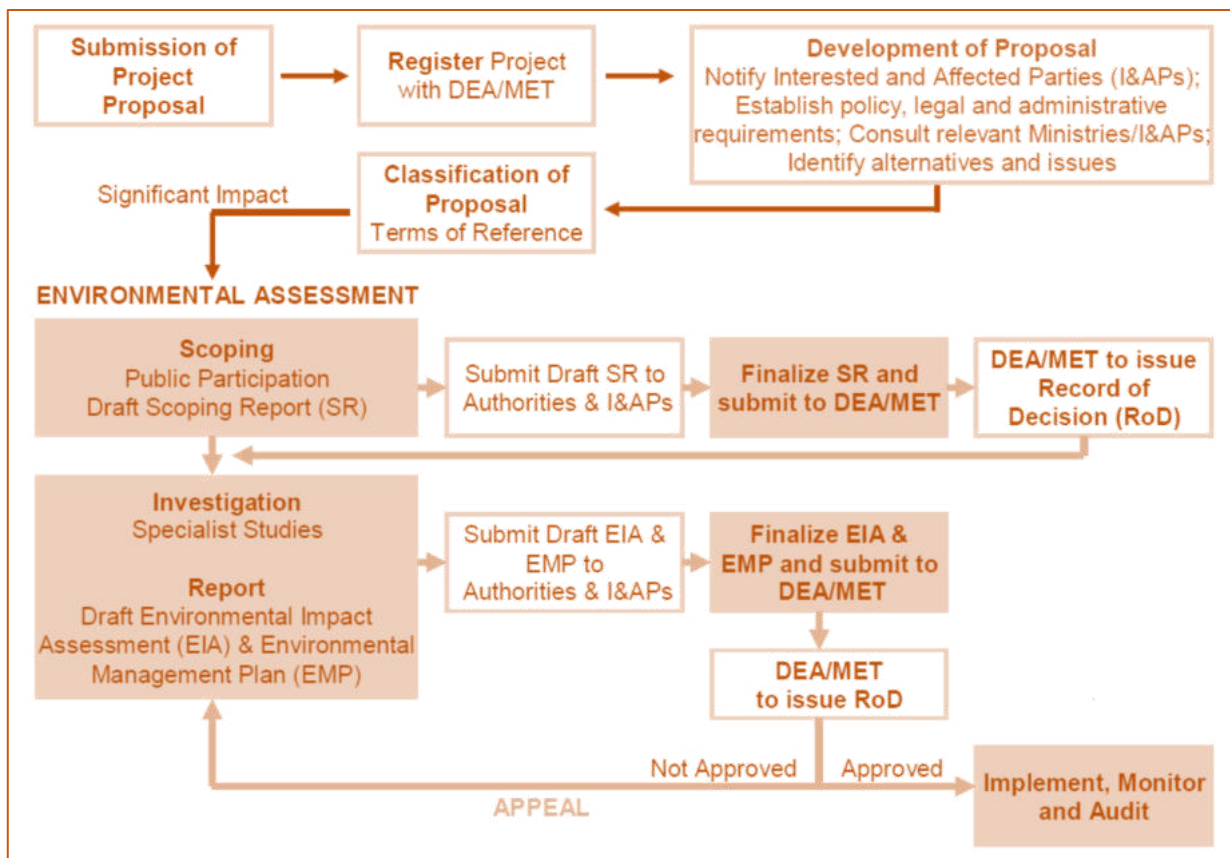 Submission of
Project
Proposal
Register Project
with DEA/MET
Development of Proposal
Notify Interested and Affected Parties (I&APs);
Establish policy, legal and administrative
requirements; Consult relevant Ministries/I&APs;
Identify alternatives and issues
Classification of
Proposal
Terms of Reference
Significant Impact
ENVIRONMENTAL ASSESSMENT
Scoping
Public Participation
Draft Scoping Report (SR)
Submit Draft SR to
Authorities & I&APs
Finalize SR and
submit to DEA/MET
DEA/MET to issue
Record of
Decision (RoD)
Investigation
Specialist Studies
Report
Draft Environmental Impact
Assessment (EIA) & Environmental
Management Plan (EMP)
Submit Draft EIA &
EMP to
Authorities & I&APs
Finalize EIA &
EMP and submit to
DEA/MET
DEA/MET
to issue RoD
Not Approved
Approved
APPEAL
Implement, Monitor
and Audit